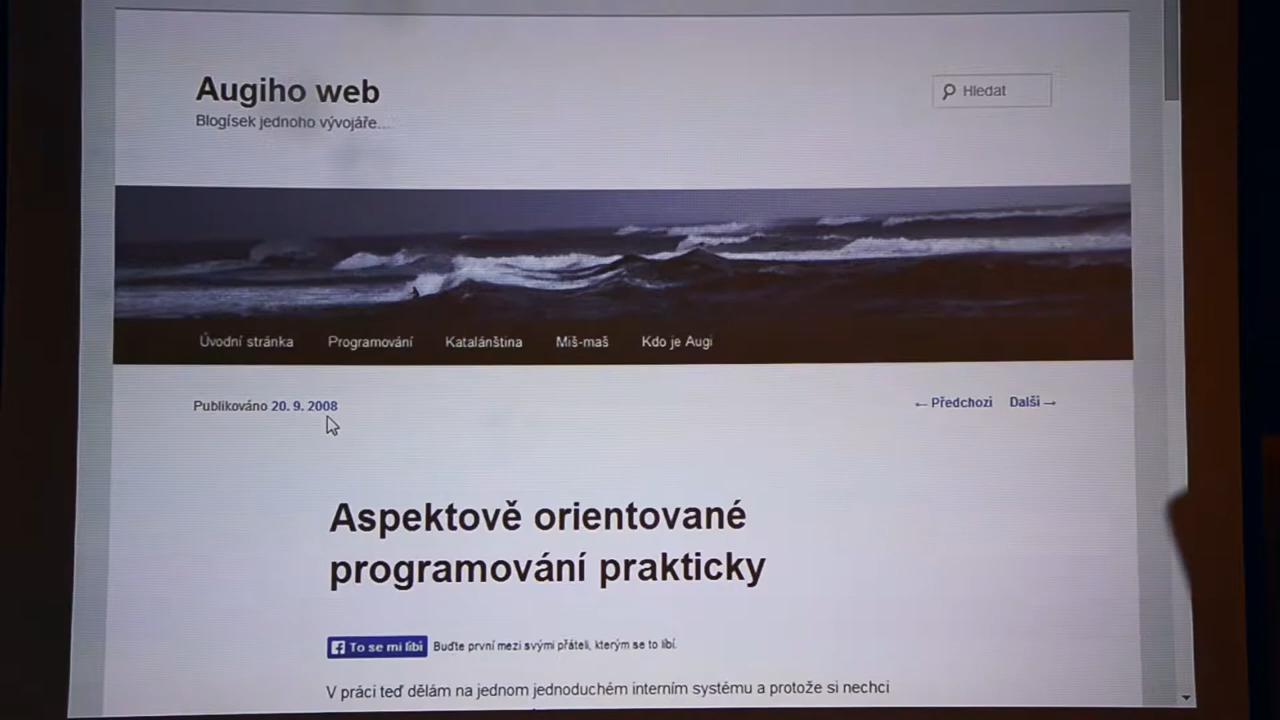 Augiho web
Blogísek jednoho vývojáře...
Hledat
Úvodní stránka Programování Katalánština Miš-maš Kdo je Augi
Publikováno 20. 9. 2008
← Předchozí Další →
Aspektově orientované
programování prakticky
To se mi líbí Buďte první mezi svými přáteli, kterým se to líbí.
V práci teď dělám na jednom jednoduchém interním systému a protože si nechci